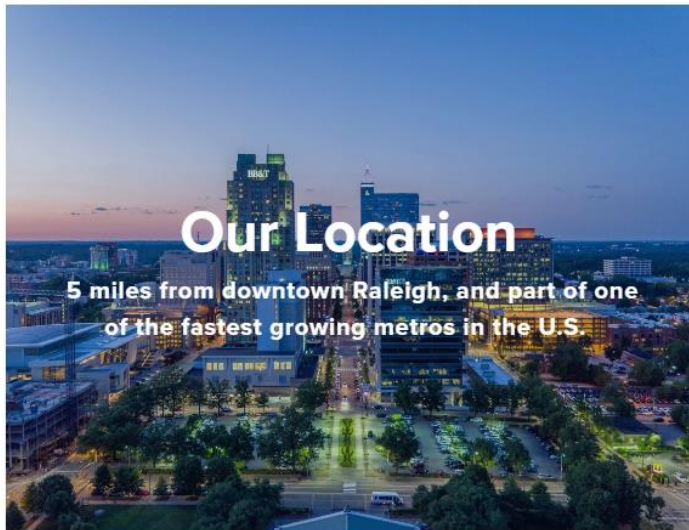 BB&T
Our Location
5 miles from downtown Raleigh, and part of one
of the fastest growing metros in the U.S.